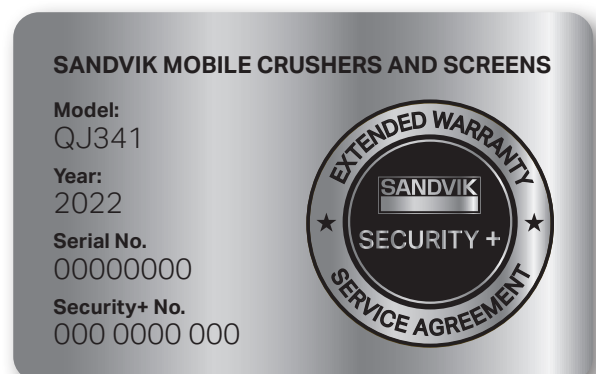 SANDVIK MOBILE CRUSHERS AND SCREENS
Model:
QJ341
Year:
2022
Serial No.
00000000
Security+ No.
000 0000 000
EXTENDED WARRANTY
SANDVIK
SECURITY +
SERVICE AGREEMENT